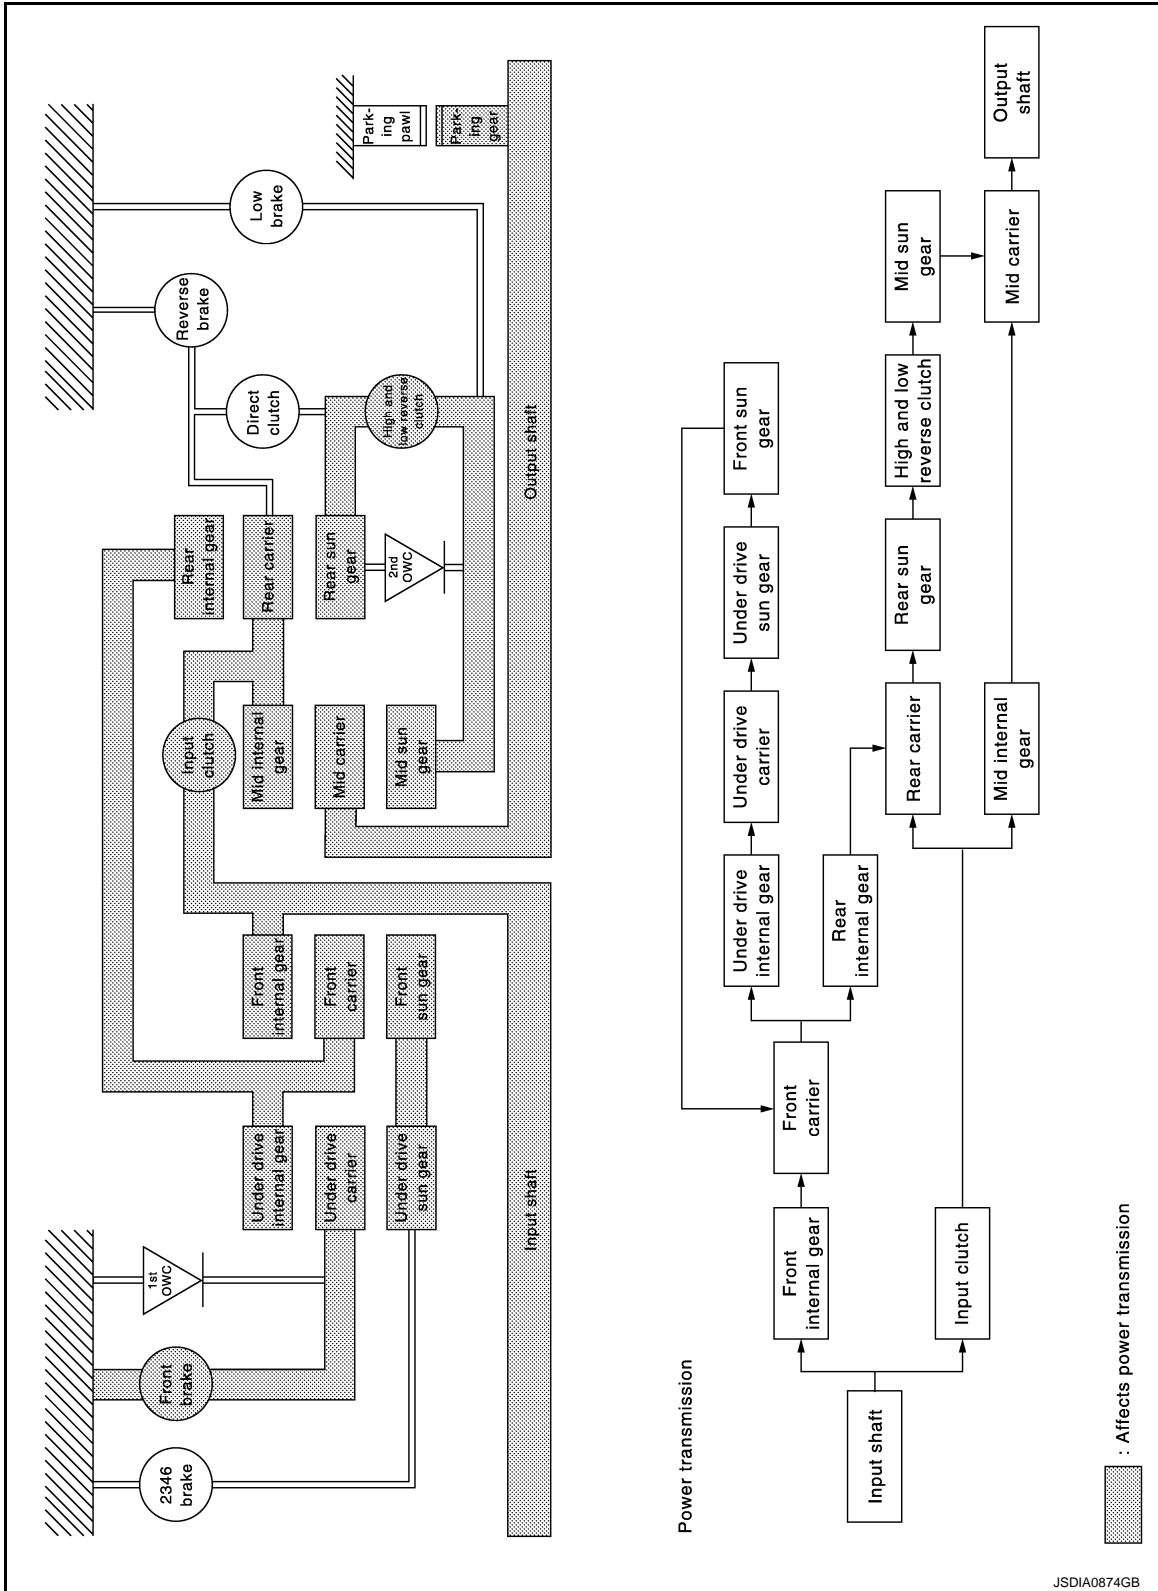 2346
brake
Front
brake
1st
OWC
Under drive
internal gear
Under drive
carrier
Under drive
sun gear
Input shaft
Front
internal gear
Front
carrier
Front
sun gear
Input
clutch
Mid internal
gear
Mid carrier
Mid sun
gear
Rear
internal gear
Rear carrier
Rear sun
gear
2nd
OWC
Direct
clutch
High and
low reverse
clutch
Reverse
brake
Low
brake
Park-
ing
pawl
Park-
ing
gear
Output shaft
Power transmission
Input shaft
Front
internal gear
Input clutch
Front
carrier
Under drive
internal gear
Rear
internal gear
Under drive
carrier
Rear carrier
Mid internal
gear
Under drive
sun gear
Rear sun
gear
Front sun
gear
High and low
reverse clutch
Mid sun
gear
Mid carrier
Output
shaft
: Affects power transmission
JSDIA0874GB